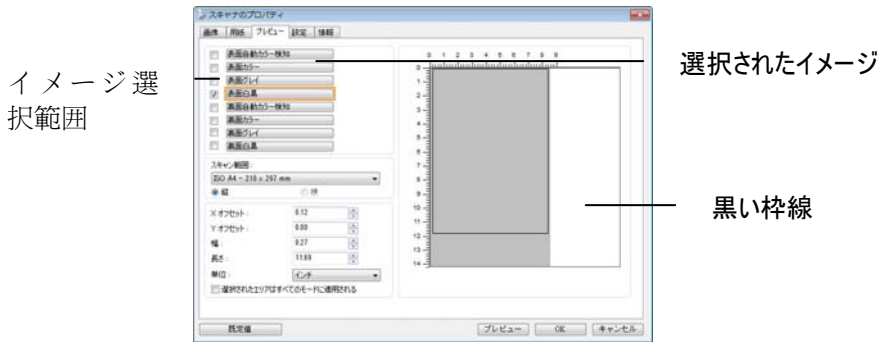 スキャナのプロパティ
画像 用紙 プレビュー 設定 情報
表面自動カラー検知
表面カラー
表面グレイ
表面白黒
裏面自動カラー検知
裏面カラー
裏面グレイ
裏面白黒
スキャン範囲:
ISO A4 - 210 x 297 mm
縦 横
X オフセット: 0.12
Y オフセット: 0.00
幅: 8.27
長さ: 11.69
単位: インチ
選択されたエリアはすべてのモードに適用される
0 1 2 3 4 5 6 7 8 9
0
1
2
3
4
5
6
7
8
9
10
11
12
13
14
既定値 プレビュー OK キャンセル
イメージ選
択範囲
選択されたイメージ
黒い枠線